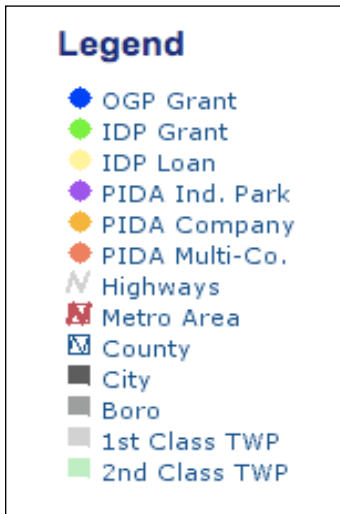 Legend
OGP Grant
IDP Grant
IDP Loan
PIDA Ind. Park
PIDA Company
PIDA Multi-Co.
Highways
Metro Area
County
City
Boro
1st Class TWP
2nd Class TWP